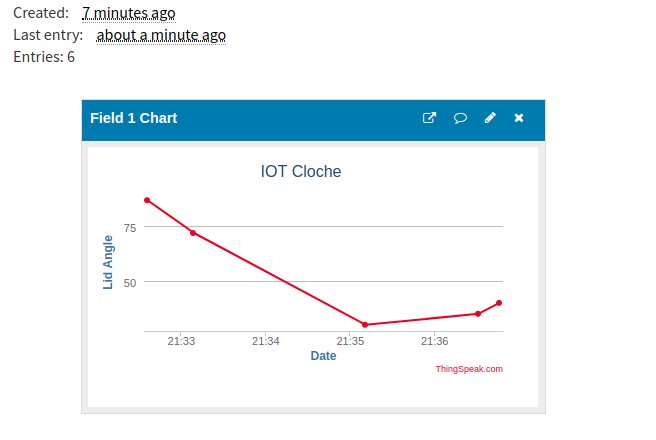 Created: 7 minutes ago
Last entry: about a minute ago
Entries: 6
Field 1 Chart
IOT Cloche
75
50
Lid Angle
21:33 21:34 21:35 21:36
Date
ThingSpeak.com